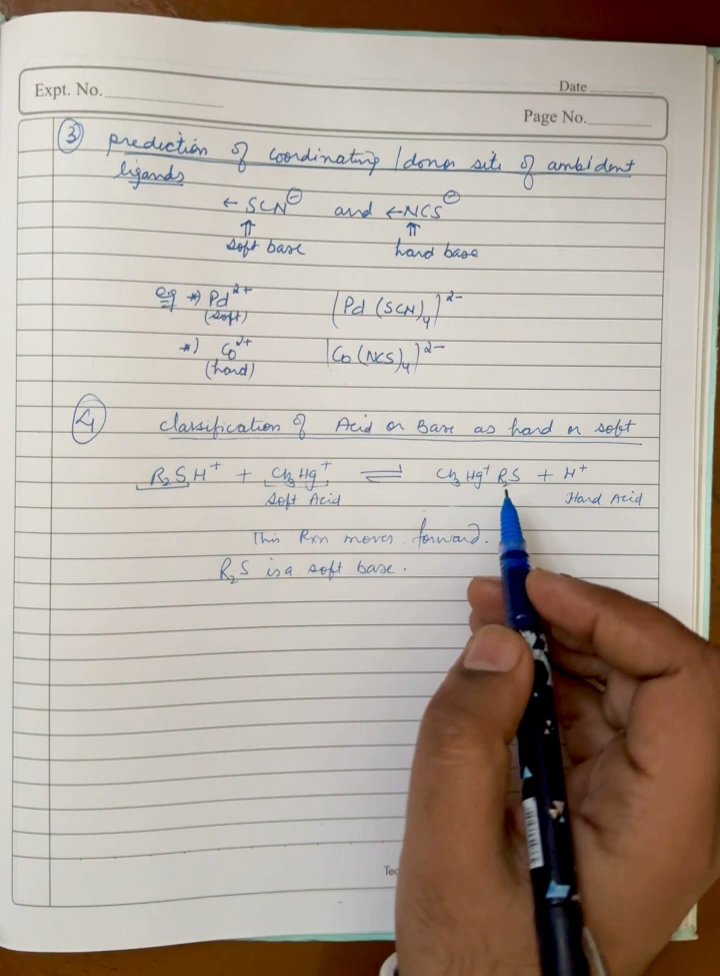 Expt. No.
Date
Page No.
③ prediction of coordinating / donor site of ambident
ligands
← SCN⊖ and ←NCS⊖
⇑ ⇑
soft base hard base
e.g *) Pd²⁺ [Pd (SCN)₄]²⁻
(soft)
*) Co²⁺ [Co (NCS)₄]²⁻
(hard)
④ classification of Acid or Base as hard or soft
R₂SH⁺ + CH₃Hg⁺ ⇌ CH₃Hg⁺R₂S + H⁺
Soft Acid Hard Acid
This Rxn moves forward.
R₂S is a soft base.